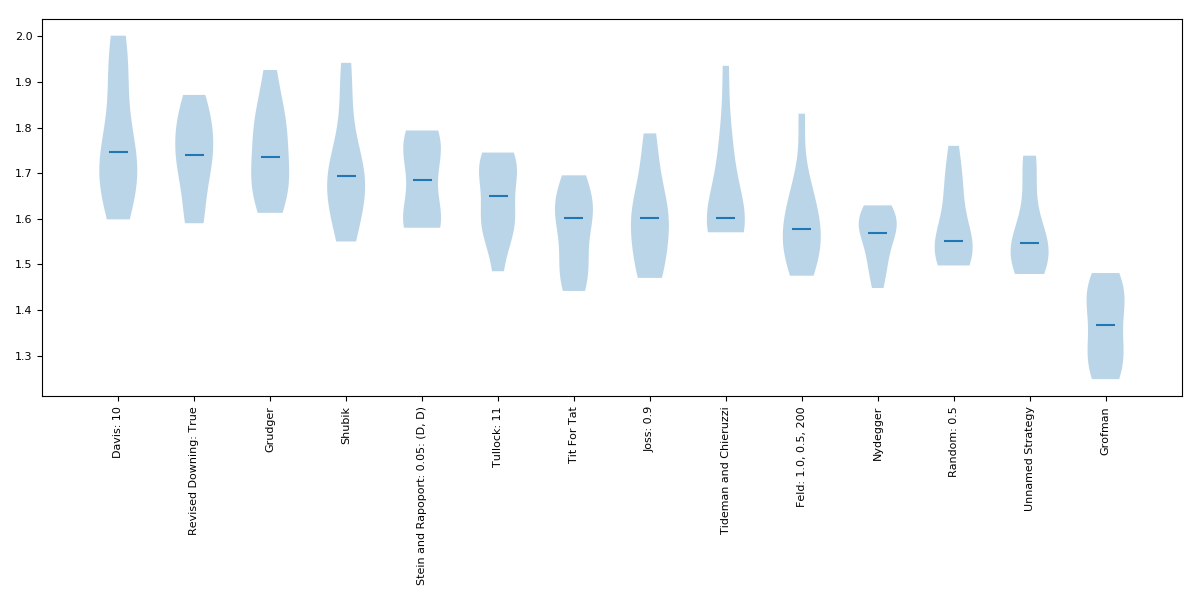 2.0
1.9
1.8
1.7
1.6
1.5
1.4
1.3
Davis: 10
Revised Downing: True
Grudger
Shubik
Stein and Rapoport: 0.05: (D, D)
Tullock: 11
Tit For Tat
Joss: 0.9
Tideman and Chieruzzi
Feld: 1.0, 0.5, 200
Nydegger
Random: 0.5
Unnamed Strategy
Grofman